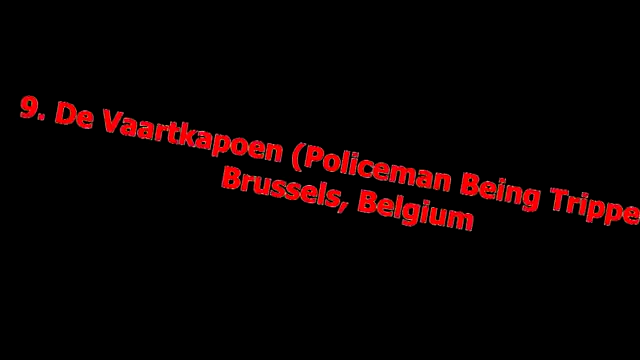 9. De Vaartkapoen (Policeman Being Trippe
Brussels, Belgium